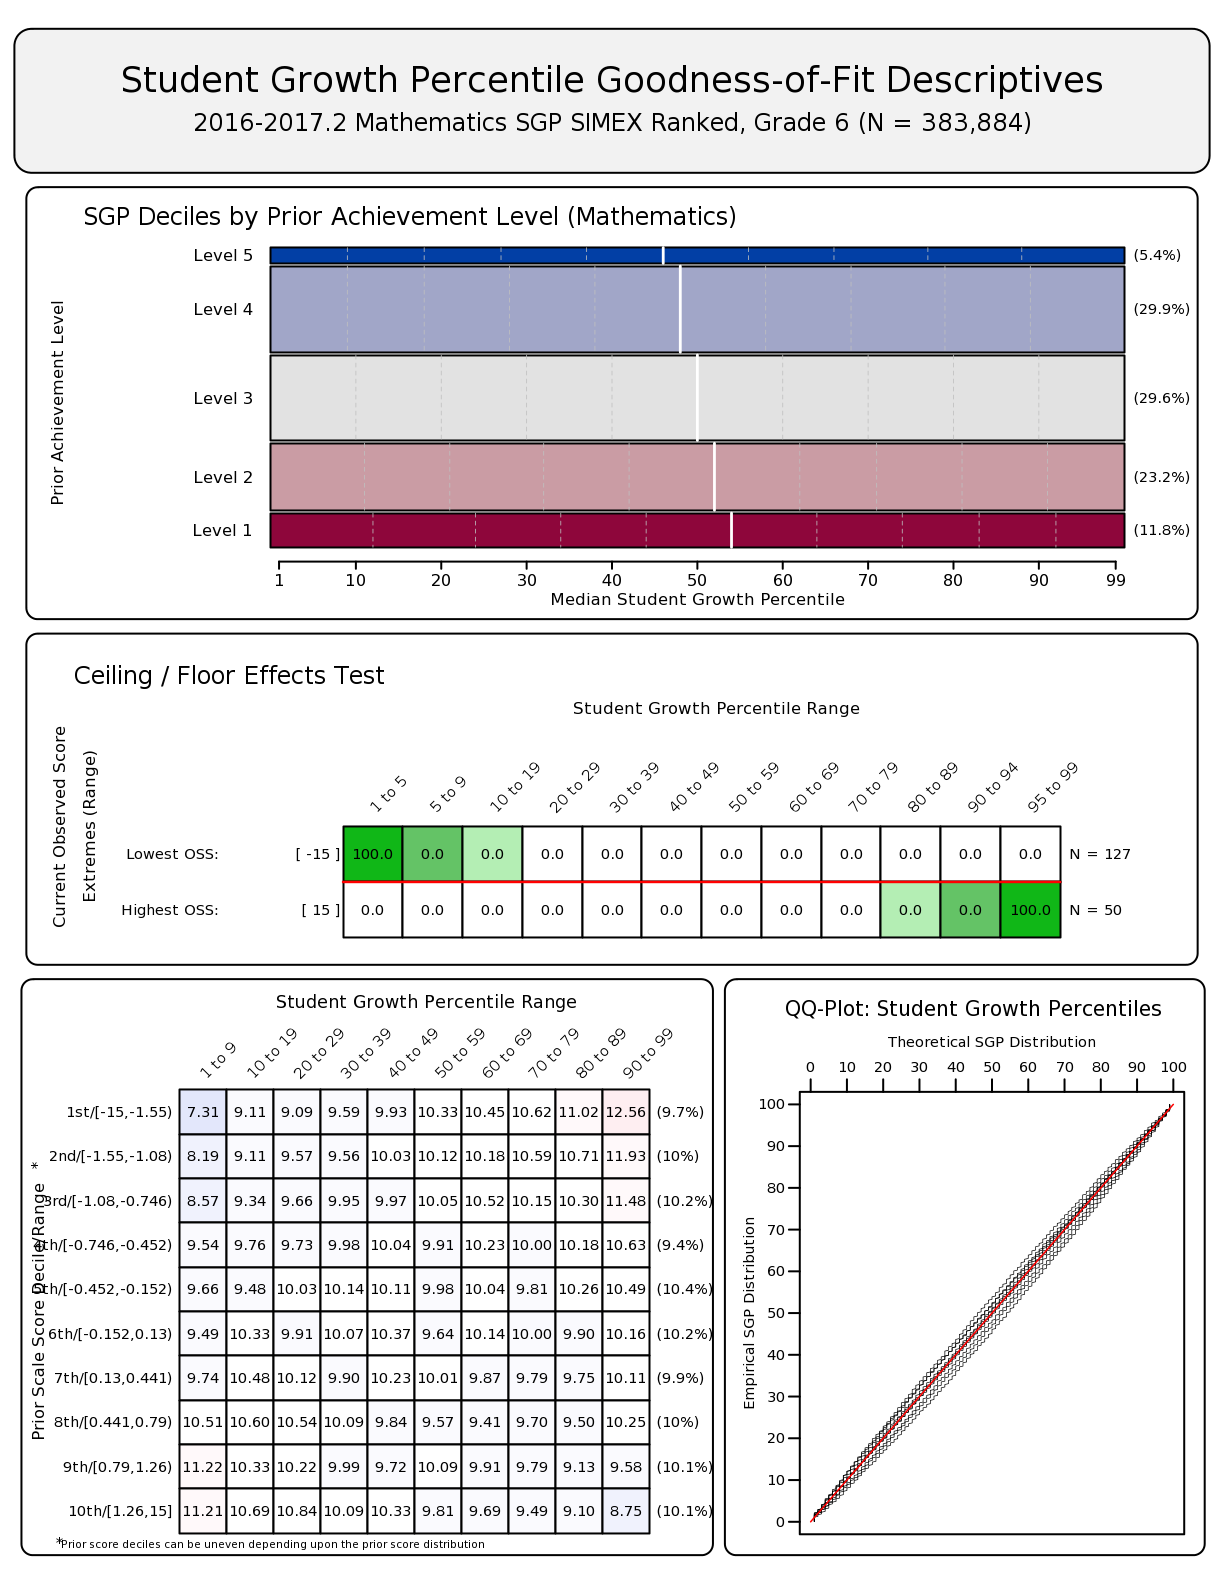 Student Growth Percentile Goodness-of-Fit Descriptives
2016-2017.2 Mathematics SGP SIMEX Ranked, Grade 6 (N = 383,884)
SGP Deciles by Prior Achievement Level (Mathematics)
Prior Achievement Level
Level 5 (5.4%)
Level 4 (29.9%)
Level 3 (29.6%)
Level 2 (23.2%)
Level 1 (11.8%)
1 10 20 30 40 50 60 70 80 90 99
Median Student Growth Percentile
Ceiling / Floor Effects Test
Student Growth Percentile Range
Current Observed Score
Extremes (Range)
1 to 5 5 to 9 10 to 19 20 to 29 30 to 39 40 to 49 50 to 59 60 to 69 70 to 79 80 to 89 90 to 94 95 to 99
Lowest OSS: [ -15 ] 100.0 0.0 0.0 0.0 0.0 0.0 0.0 0.0 0.0 0.0 0.0 0.0 N = 127
Highest OSS: [ 15 ] 0.0 0.0 0.0 0.0 0.0 0.0 0.0 0.0 0.0 0.0 0.0 100.0 N = 50
Student Growth Percentile Range
Prior Scale Score Decile/Range *
1 to 9 10 to 19 20 to 29 30 to 39 40 to 49 50 to 59 60 to 69 70 to 79 80 to 89 90 to 99
1st/[-15,-1.55) 7.31 9.11 9.09 9.59 9.93 10.33 10.45 10.62 11.02 12.56 (9.7%)
2nd/[-1.55,-1.08) 8.19 9.11 9.57 9.56 10.03 10.12 10.18 10.59 10.71 11.93 (10%)
3rd/[-1.08,-0.746) 8.57 9.34 9.66 9.95 9.97 10.05 10.52 10.15 10.30 11.48 (10.2%)
4th/[-0.746,-0.452) 9.54 9.76 9.73 9.98 10.04 9.91 10.23 10.00 10.18 10.63 (9.4%)
5th/[-0.452,-0.152) 9.66 9.48 10.03 10.14 10.11 9.98 10.04 9.81 10.26 10.49 (10.4%)
6th/[-0.152,0.13) 9.49 10.33 9.91 10.07 10.37 9.64 10.14 10.00 9.90 10.16 (10.2%)
7th/[0.13,0.441) 9.74 10.48 10.12 9.90 10.23 10.01 9.87 9.79 9.75 10.11 (9.9%)
8th/[0.441,0.79) 10.51 10.60 10.54 10.09 9.84 9.57 9.41 9.70 9.50 10.25 (10%)
9th/[0.79,1.26) 11.22 10.33 10.22 9.99 9.72 10.09 9.91 9.79 9.13 9.58 (10.1%)
10th/[1.26,15] 11.21 10.69 10.84 10.09 10.33 9.81 9.69 9.49 9.10 8.75 (10.1%)
*Prior score deciles can be uneven depending upon the prior score distribution
QQ-Plot: Student Growth Percentiles
Theoretical SGP Distribution
0 10 20 30 40 50 60 70 80 90 100
Empirical SGP Distribution
100
90
80
70
60
50
40
30
20
10
0